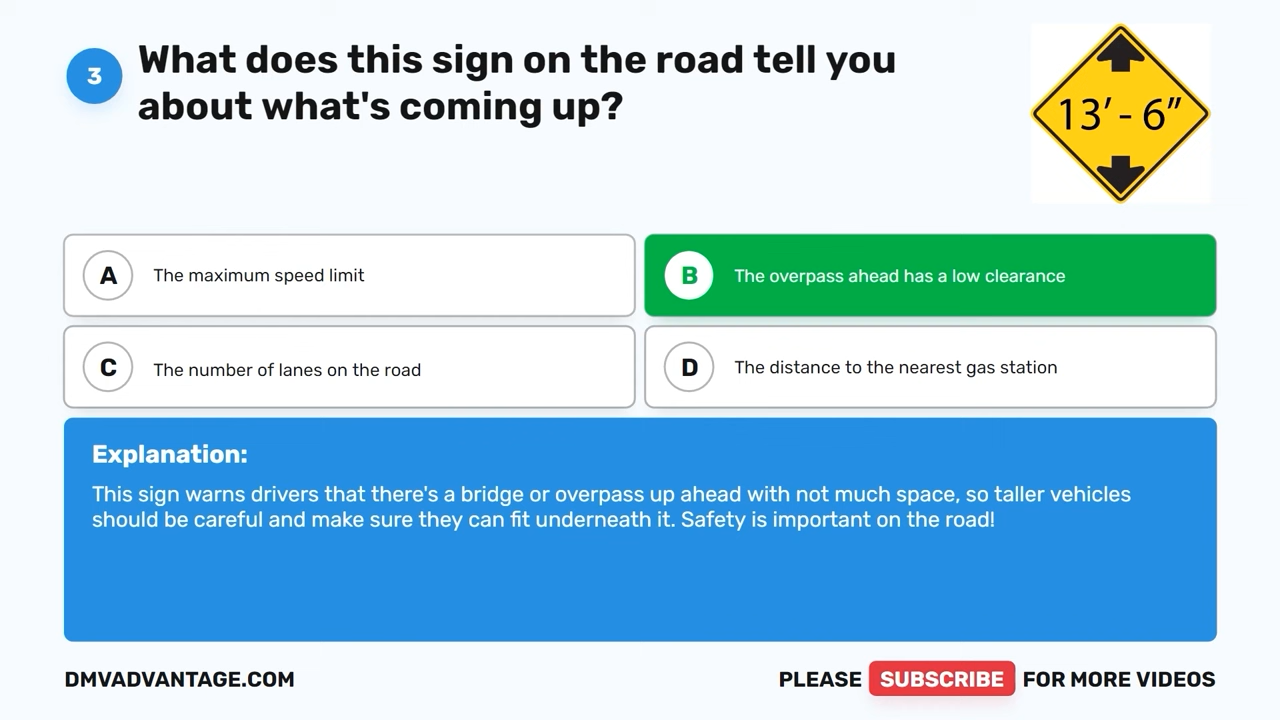 3
What does this sign on the road tell you
about what's coming up?
13' - 6"
A
The maximum speed limit
B
The overpass ahead has a low clearance
C
The number of lanes on the road
D
The distance to the nearest gas station
Explanation:
This sign warns drivers that there's a bridge or overpass up ahead with not much space, so taller vehicles
should be careful and make sure they can fit underneath it. Safety is important on the road!
DMVADVANTAGE.COM
PLEASE SUBSCRIBE FOR MORE VIDEOS